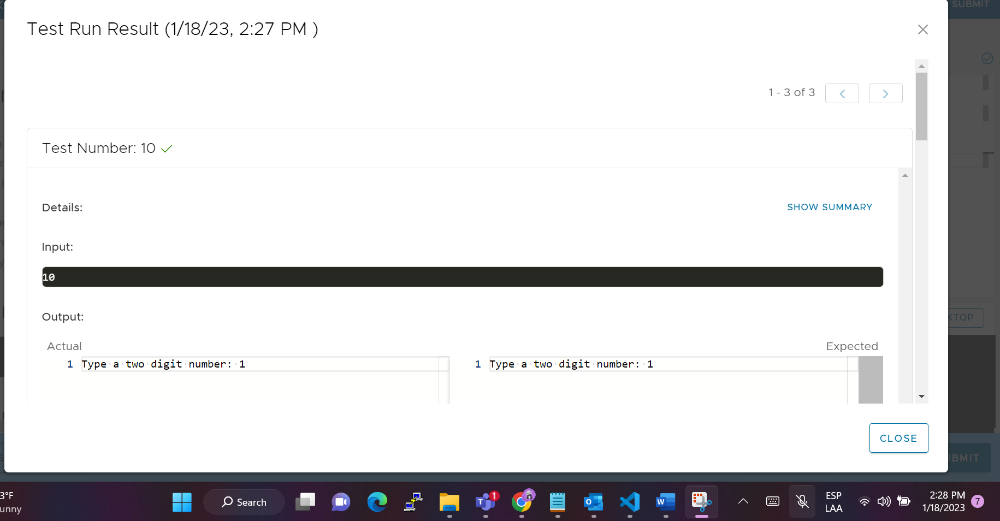 SUBMIT
Test Run Result (1/18/23, 2:27 PM )
1 - 3 of 3
Test Number: 10
Details:
SHOW SUMMARY
Input:
10
Output:
Actual
Expected
1 Type a two digit number: 1
1 Type a two digit number: 1
KTOP
CLOSE
UBMIT
3°F
unny
Search
1
ESP
LAA
2:28 PM
1/18/2023
7